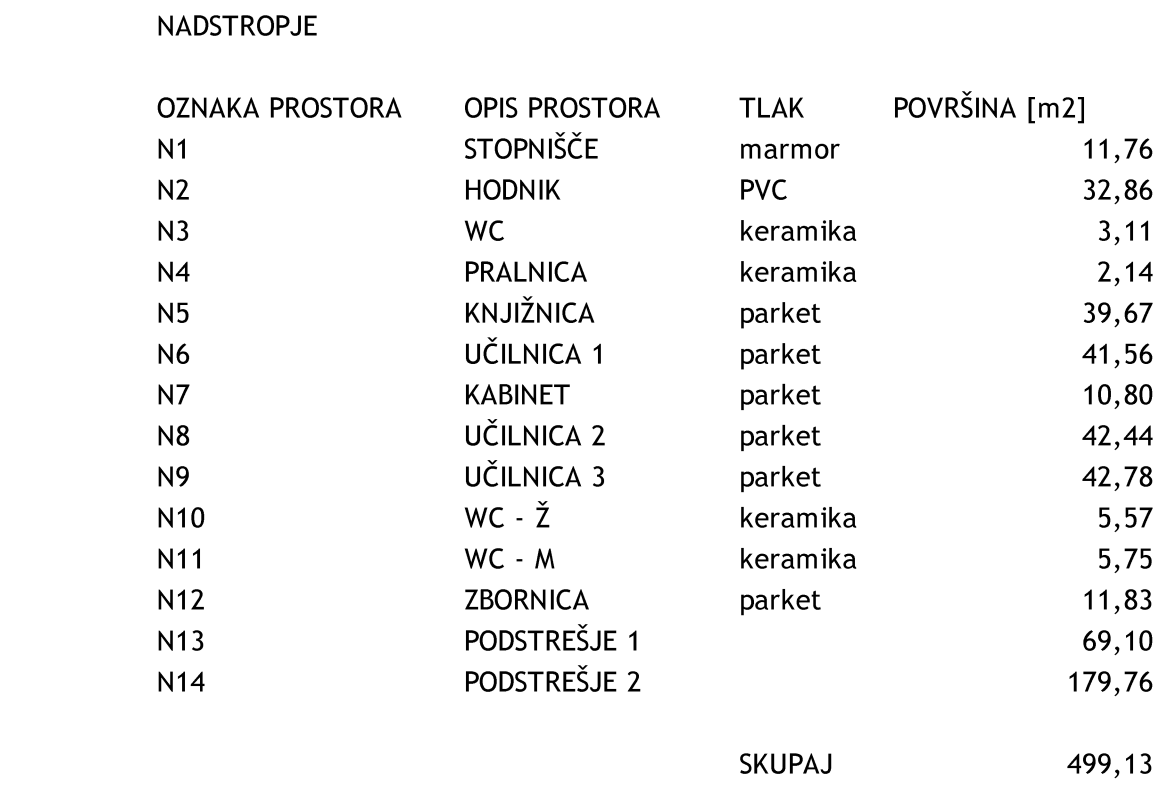 NADSTROPJE
OZNAKA PROSTORA OPIS PROSTORA TLAK POVRŠINA [m2]
N1 STOPNIŠČE marmor 11,76
N2 HODNIK PVC 32,86
N3 WC keramika 3,11
N4 PRALNICA keramika 2,14
N5 KNJIŽNICA parket 39,67
N6 UČILNICA 1 parket 41,56
N7 KABINET parket 10,80
N8 UČILNICA 2 parket 42,44
N9 UČILNICA 3 parket 42,78
N10 WC - Ž keramika 5,57
N11 WC - M keramika 5,75
N12 ZBORNICA parket 11,83
N13 PODSTREŠJE 1 69,10
N14 PODSTREŠJE 2 179,76
SKUPAJ 499,13